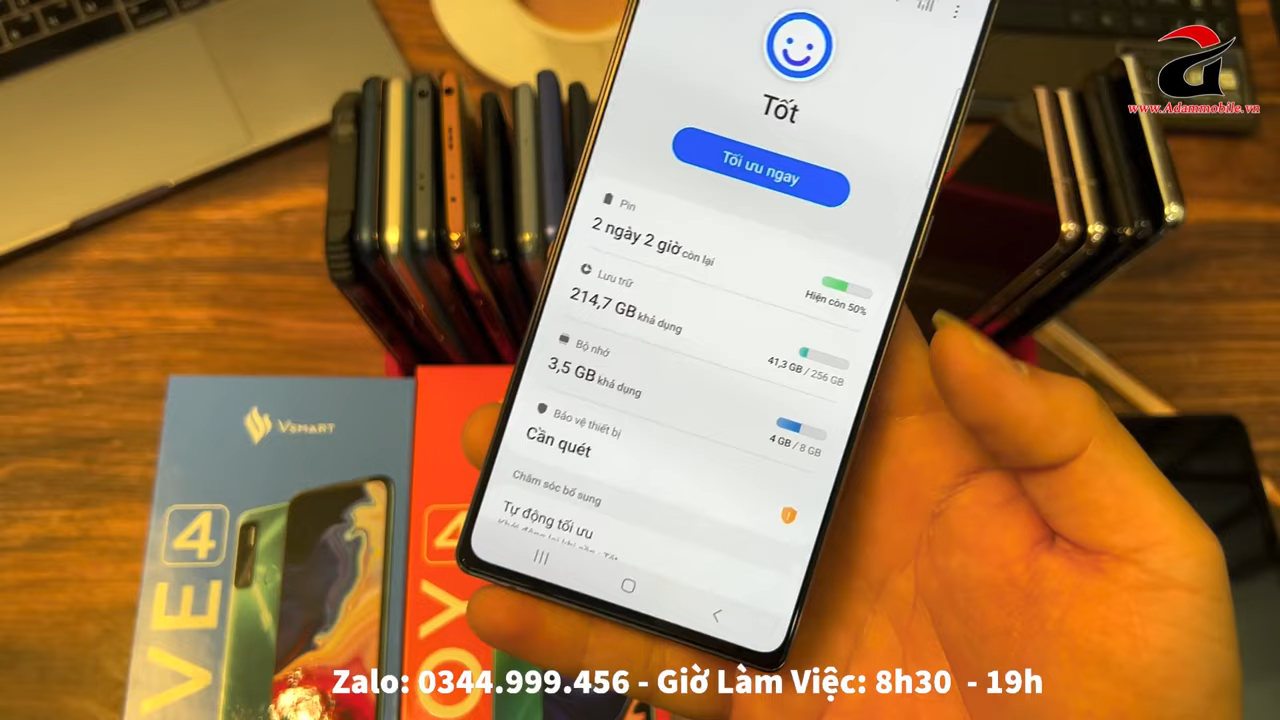 www.Adammobile.vn
Tốt
Tối ưu ngay
Pin
2 ngày 2 giờ còn lại
Hiện còn 50%
Lưu trữ
214,7 GB khả dụng
41,3 GB / 256 GB
Bộ nhớ
3,5 GB khả dụng
4 GB / 8 GB
Bảo vệ thiết bị
Cần quét
Chăm sóc bổ sung
Tự động tối ưu
VSMART
VE 4
OY 4
Zalo: 0344.999.456 - Giờ Làm Việc: 8h30 - 19h